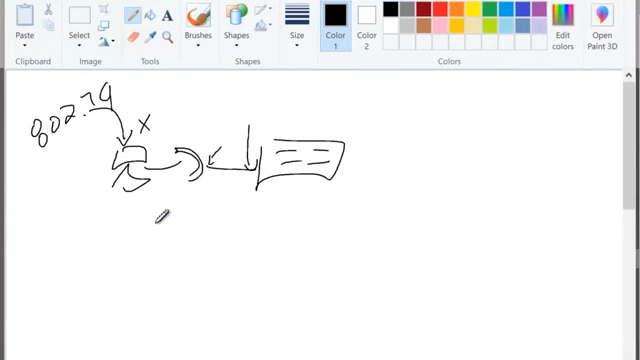 Paste
Select
Brushes
Shapes
Size
Color
1
Color
2
Edit
colors
Open
Paint 3D
Clipboard
Image
Tools
Shapes
Colors
A
X